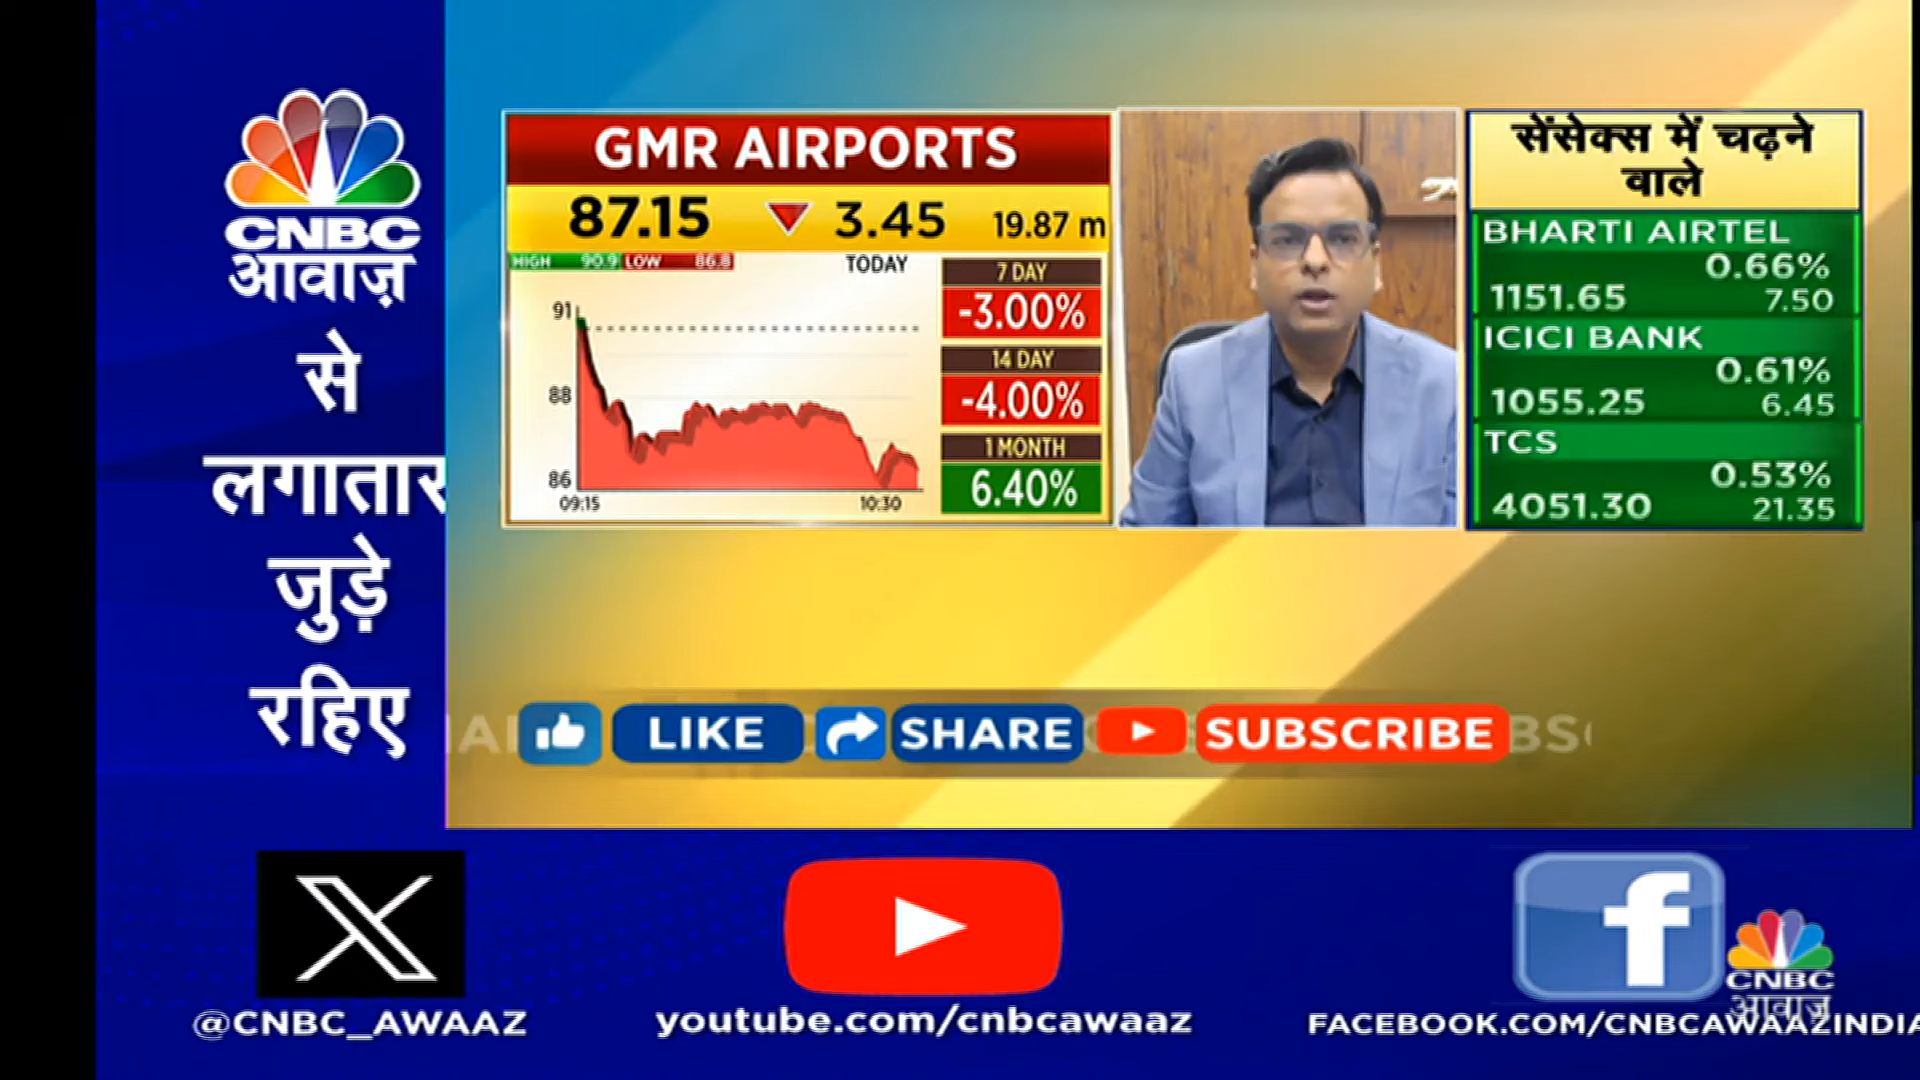 CNBC
आवाज़
से
लगातार
जुड़े
रहिए
GMR AIRPORTS
87.15 3.45 19.87 m
HIGH 90.9 LOW 86.8
TODAY
91
88
86
09:15 10:30
7 DAY
-3.00%
14 DAY
-4.00%
1 MONTH
6.40%
सेंसेक्स में चढ़ने
वाले
BHARTI AIRTEL
0.66%
1151.65 7.50
ICICI BANK
0.61%
1055.25 6.45
TCS
0.53%
4051.30 21.35
LIKE SHARE SUBSCRIBE
@CNBC_AWAAZ
youtube.com/cnbcawaaz
FACEBOOK.COM/CNBCAWAAZINDIA
CNBC
आवाज़